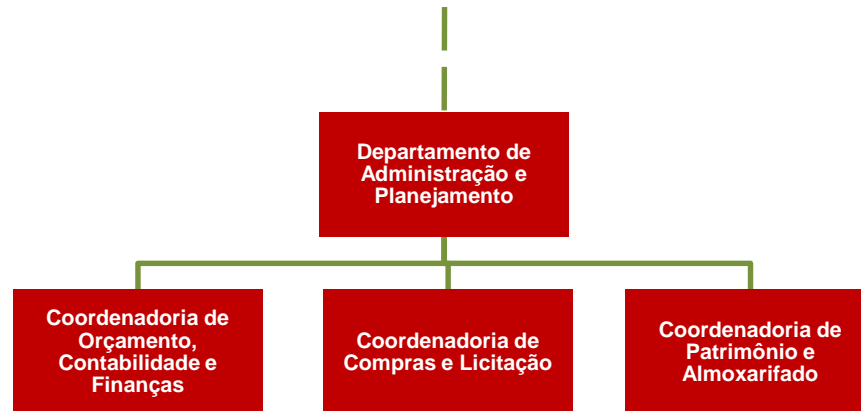 Departamento de
Administração e
Planejamento
Coordenadoria de
Orçamento,
Contabilidade e
Finanças
Coordenadoria de
Compras e Licitação
Coordenadoria de
Patrimônio e
Almoxarifado